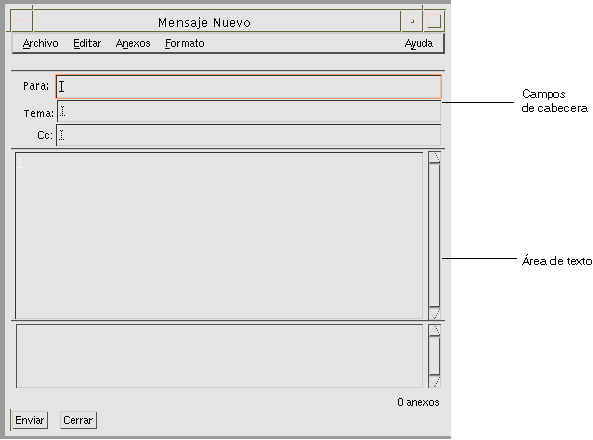 Mensaje Nuevo
Archivo Editar Anexos Formato Ayuda
Para:
Tema:
Cc:
Campos
de cabecera
Área de texto
0 anexos
Enviar Cerrar